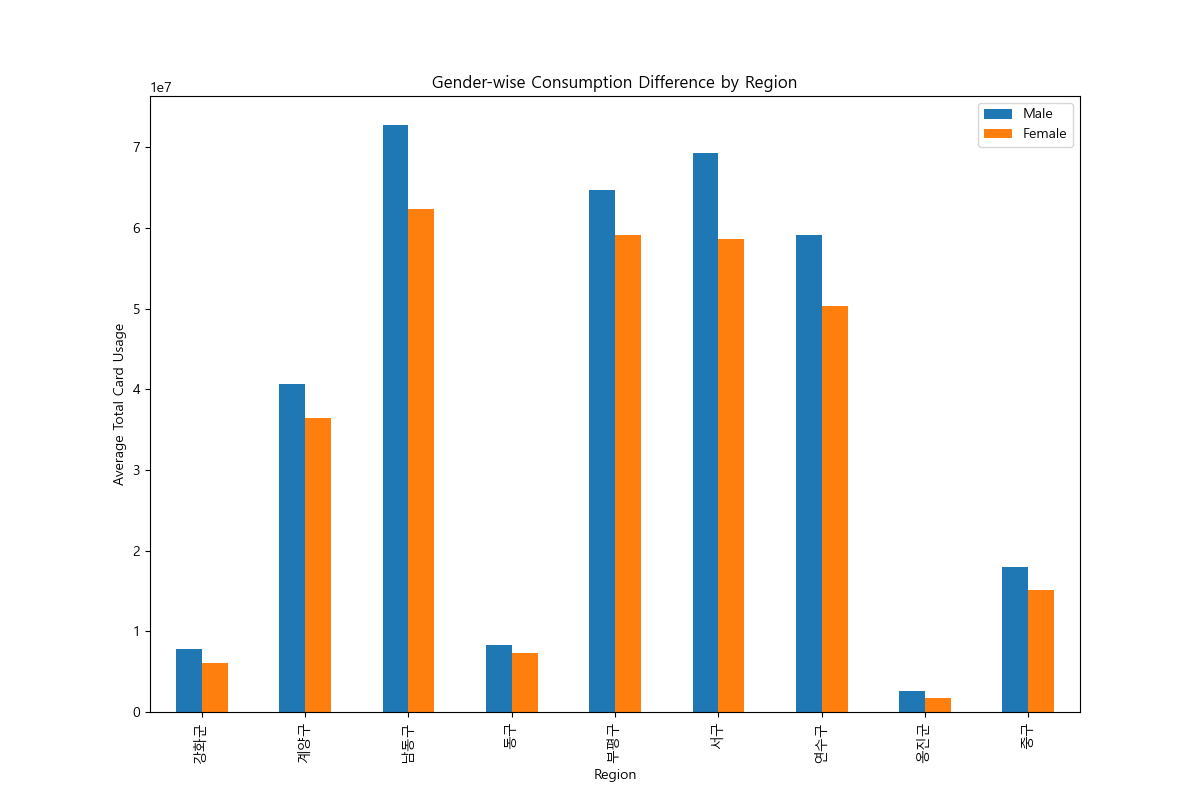 Gender-wise Consumption Difference by Region
1e7
Male
Female
7
6
5
4
3
2
1
0
Average Total Card Usage
강화군
계양구
남동구
동구
부평구
서구
연수구
옹진군
중구
Region